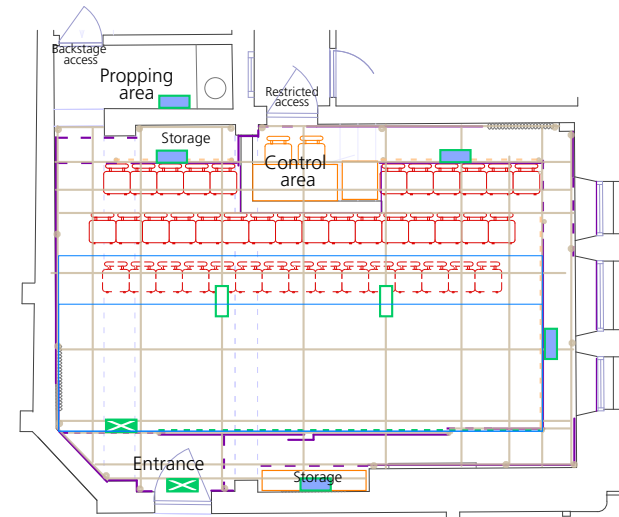 Backstage
access
Propping
area
Restricted
access
Storage
Control
area
Entrance
Storage